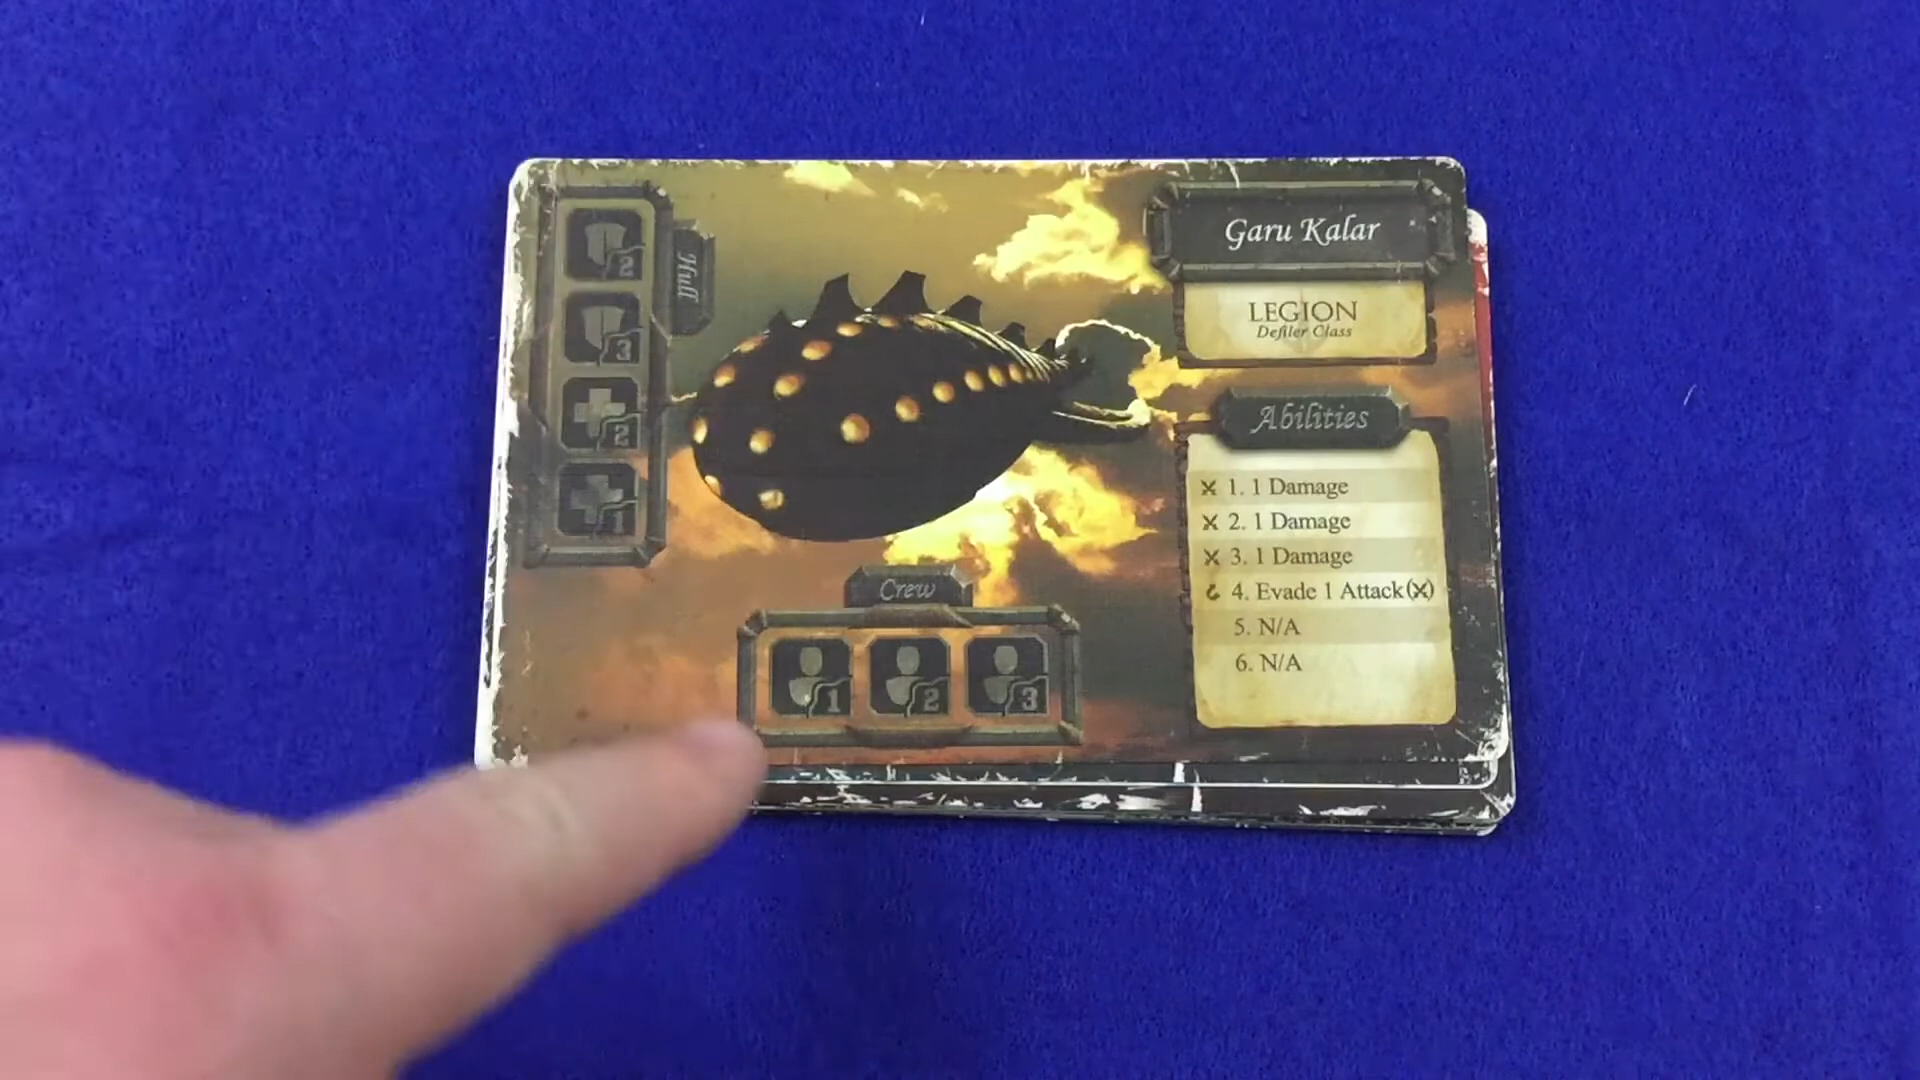 Garu Kalar
LEGION
Defiler Class
Hull
2
3
2
1
Abilities
1. 1 Damage
2. 1 Damage
3. 1 Damage
4. Evade 1 Attack (X)
5. N/A
6. N/A
Crew
1
2
3